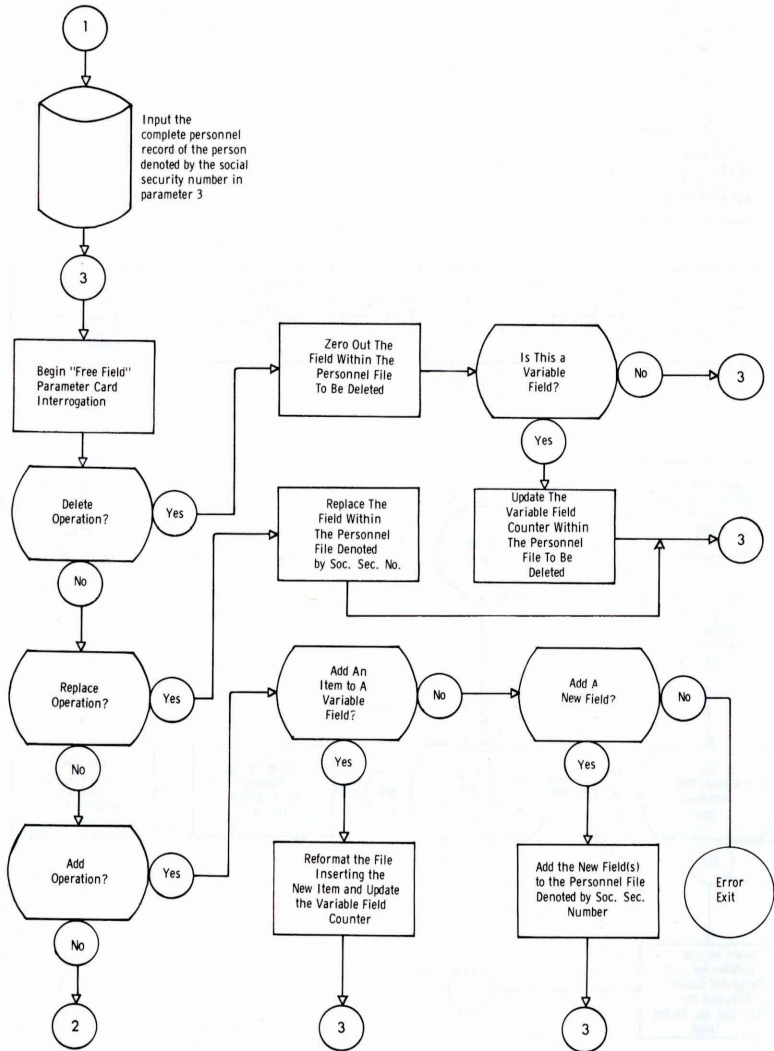 1
Input the
complete personnel
record of the person
denoted by the social
security number in
parameter 3
3
Begin "Free Field"
Parameter Card
Interrogation
Zero Out The
Field Within The
Personnel File
To Be Deleted
Is This a
Variable
Field?
No
3
Yes
Delete
Operation?
Yes
Replace The
Field Within
The Personnel
File Denoted
by Soc. Sec. No.
Update The
Variable Field
Counter Within
The Personnel
File To Be
Deleted
3
No
Replace
Operation?
Yes
Add An
Item to A
Variable
Field?
No
Add A
New Field?
No
No
Yes
Yes
Add
Operation?
Yes
Reformat the File
Inserting the
New Item and Update
the Variable Field
Counter
Add the New Field(s)
to the Personnel File
Denoted by Soc. Sec.
Number
Error
Exit
No
2
3
3